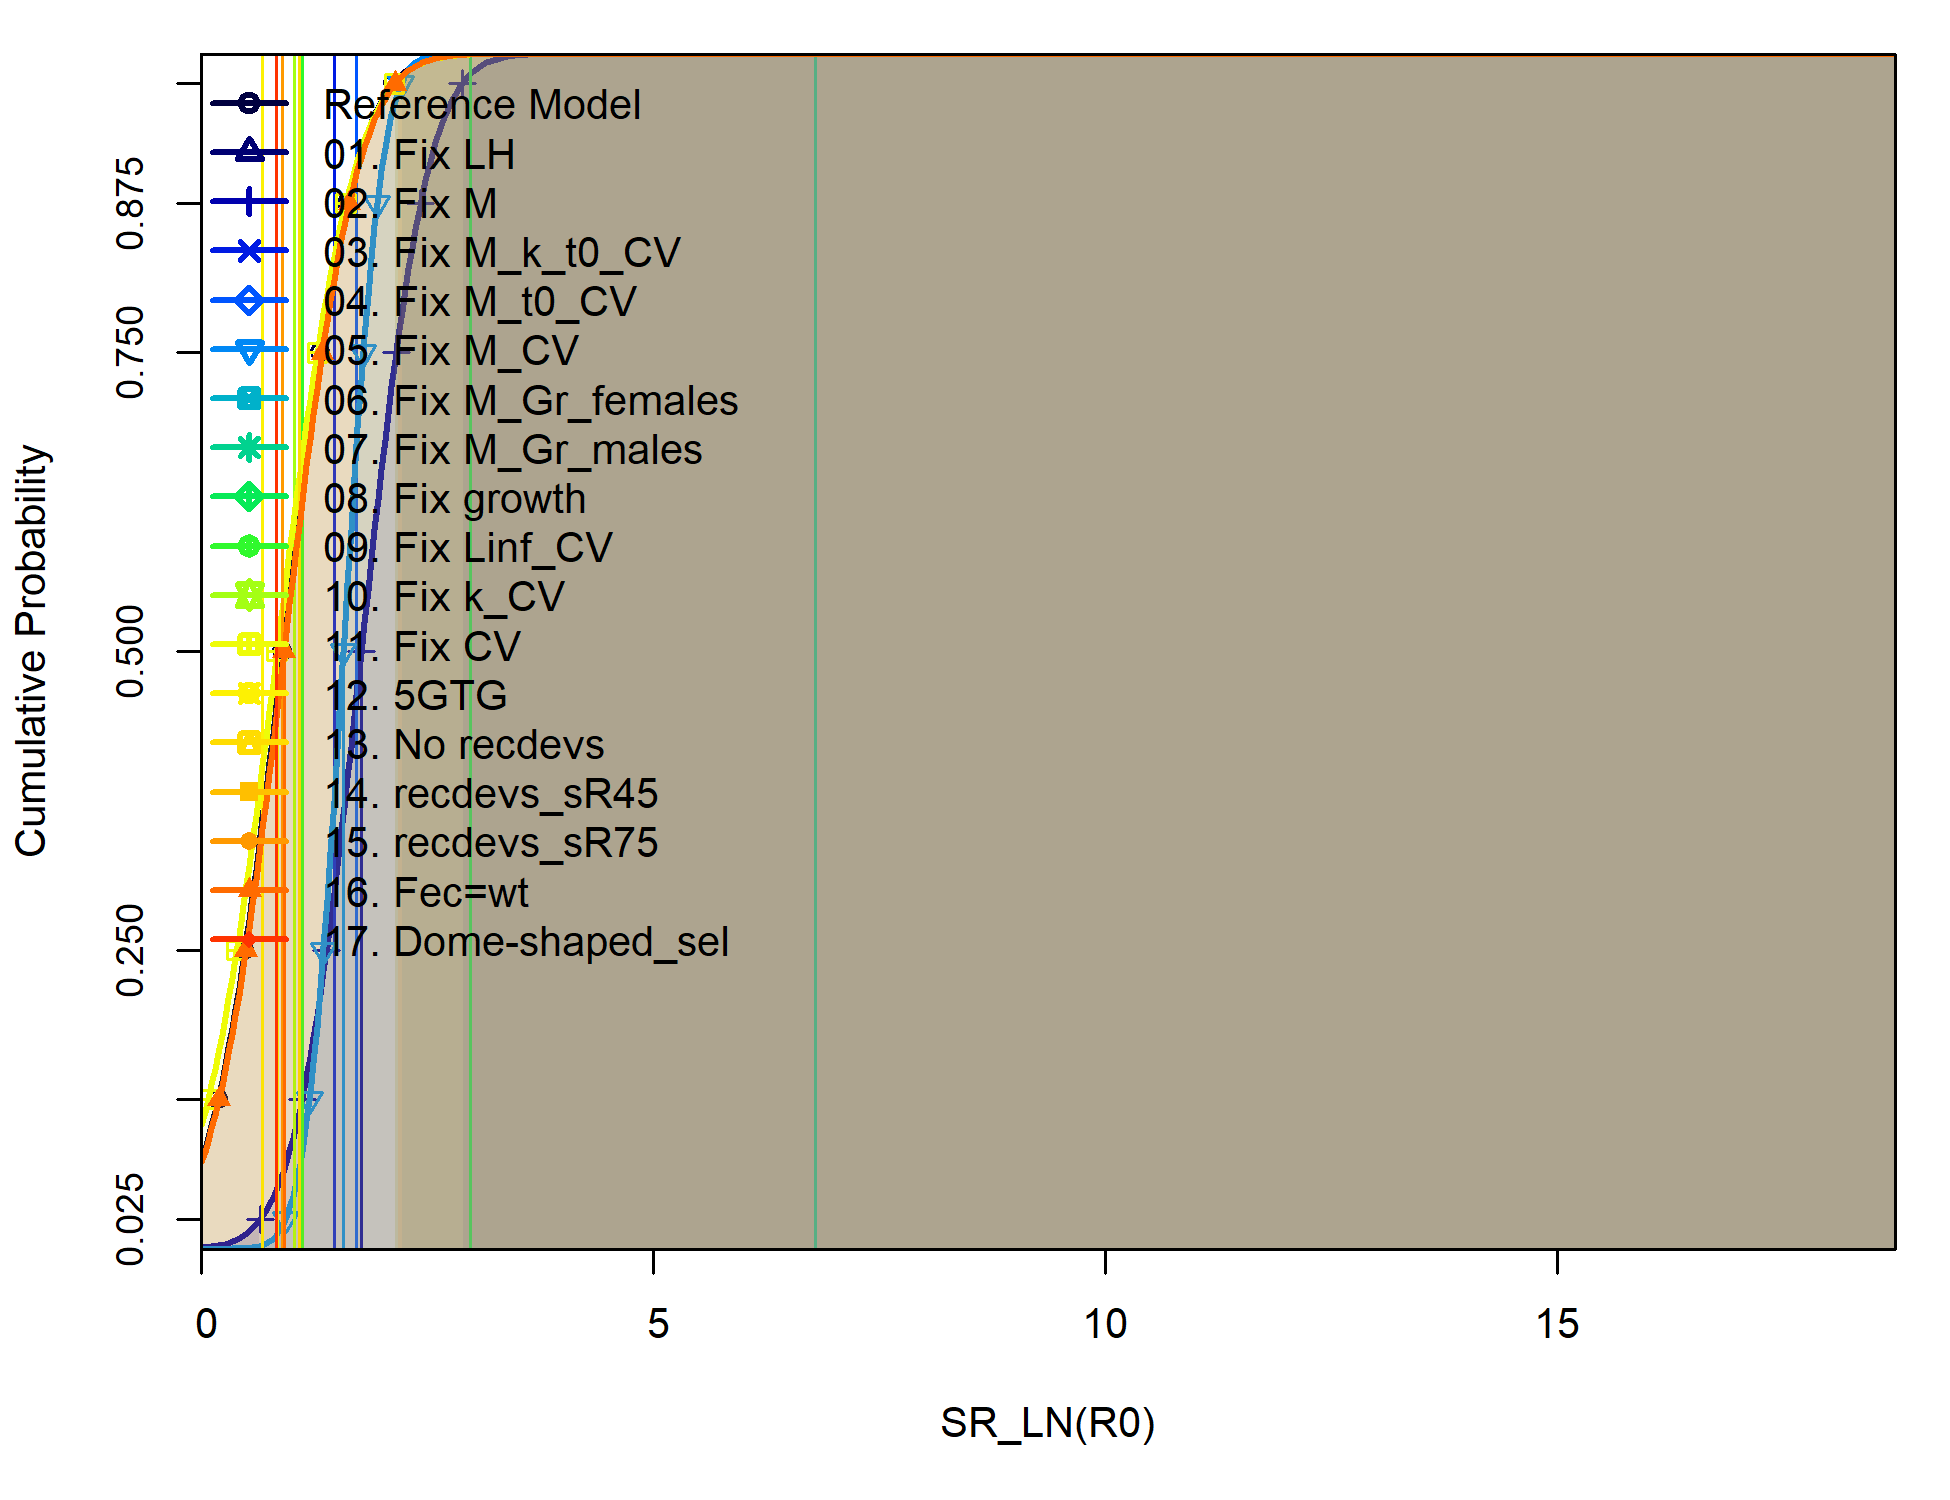 Reference Model
01. Fix LH
02. Fix M
03. Fix M_k_t0_CV
04. Fix M_t0_CV
05. Fix M_CV
06. Fix M_Gr_females
07. Fix M_Gr_males
08. Fix growth
09. Fix Linf_CV
10. Fix k_CV
11. Fix CV
12. 5GTG
13. No recdevs
14. recdevs_sR45
15. recdevs_sR75
16. Fec=wt
17. Dome-shaped_sel
Cumulative Probability
0.875
0.750
0.500
0.250
0.025
0 5 10 15
SR_LN(R0)